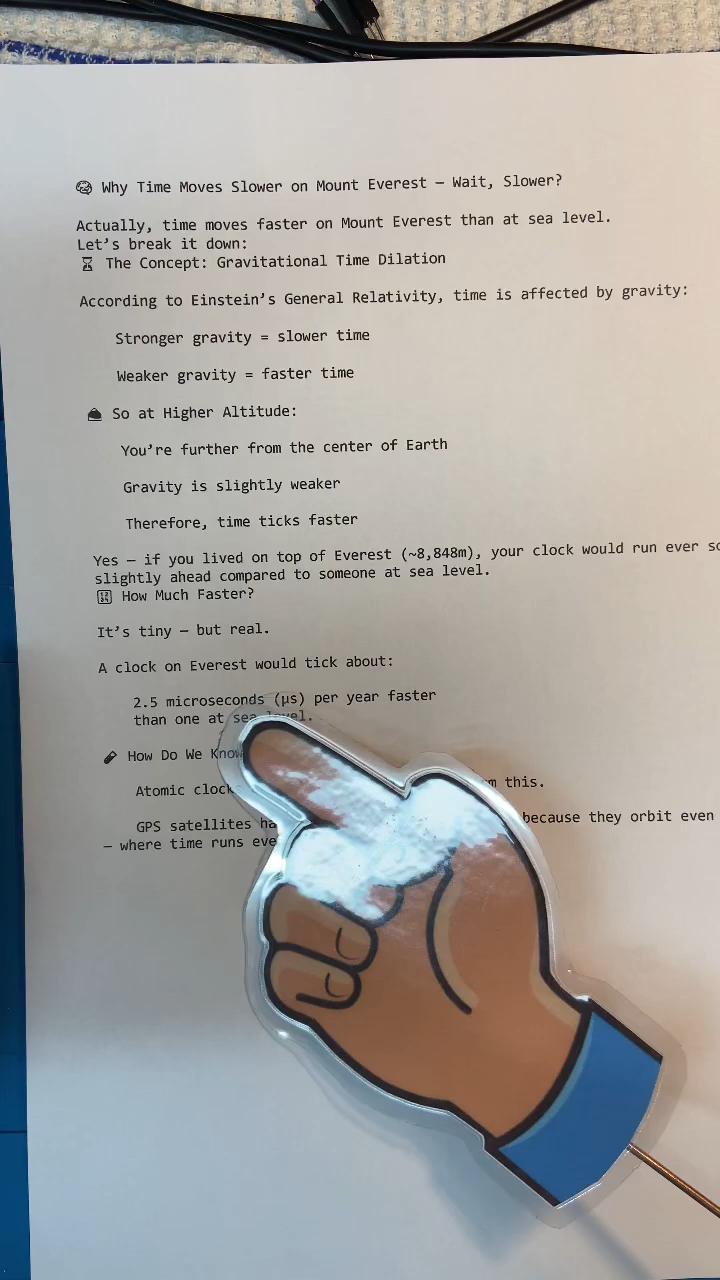 Why Time Moves Slower on Mount Everest — Wait, Slower?
Actually, time moves faster on Mount Everest than at sea level.
Let's break it down:
The Concept: Gravitational Time Dilation
According to Einstein's General Relativity, time is affected by gravity:
Stronger gravity = slower time
Weaker gravity = faster time
So at Higher Altitude:
You're further from the center of Earth
Gravity is slightly weaker
Therefore, time ticks faster
Yes — if you lived on top of Everest (~8,848m), your clock would run ever
slightly ahead compared to someone at sea level.
How Much Faster?
It's tiny — but real.
A clock on Everest would tick about:
2.5 microseconds (μs) per year faster
than one at sea level.
How Do We Know
Atomic this.
GPS satellites because they orbit even
— where time runs